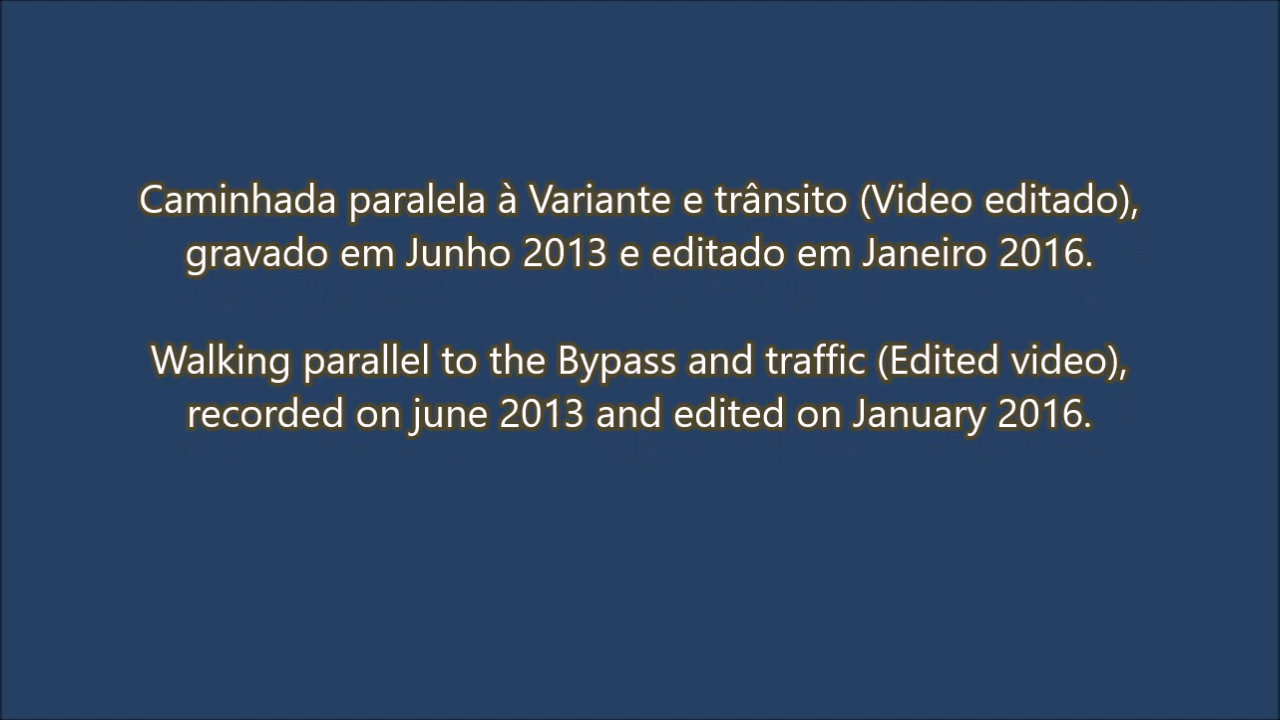 Caminhada paralela à Variante e trânsito (Video editado),
gravado em Junho 2013 e editado em Janeiro 2016.
Walking parallel to the Bypass and traffic (Edited video),
recorded on june 2013 and edited on January 2016.